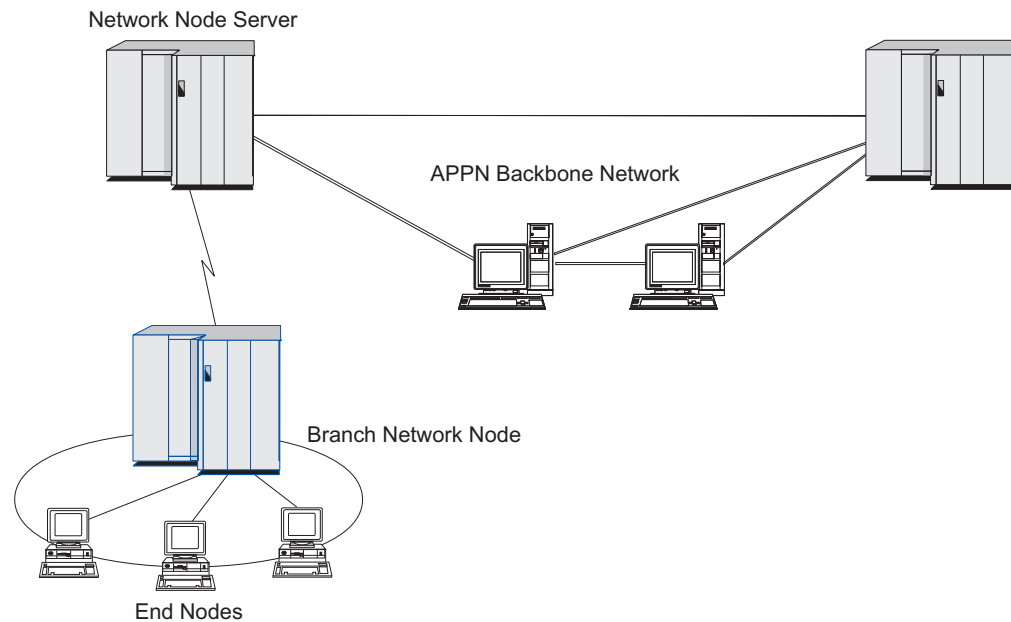 Network Node Server
APPN Backbone Network
Branch Network Node
End Nodes